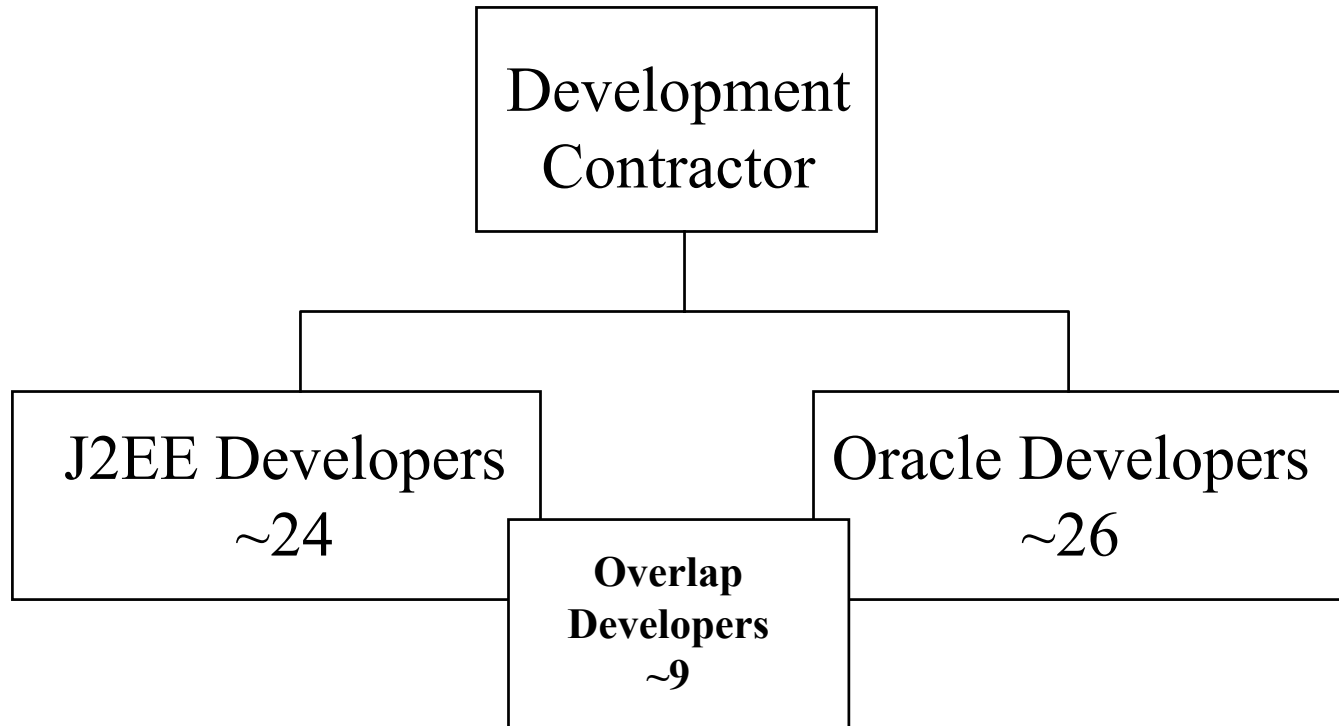 Development
Contractor
J2EE Developers
~24
Oracle Developers
~26
Overlap
Developers
~9